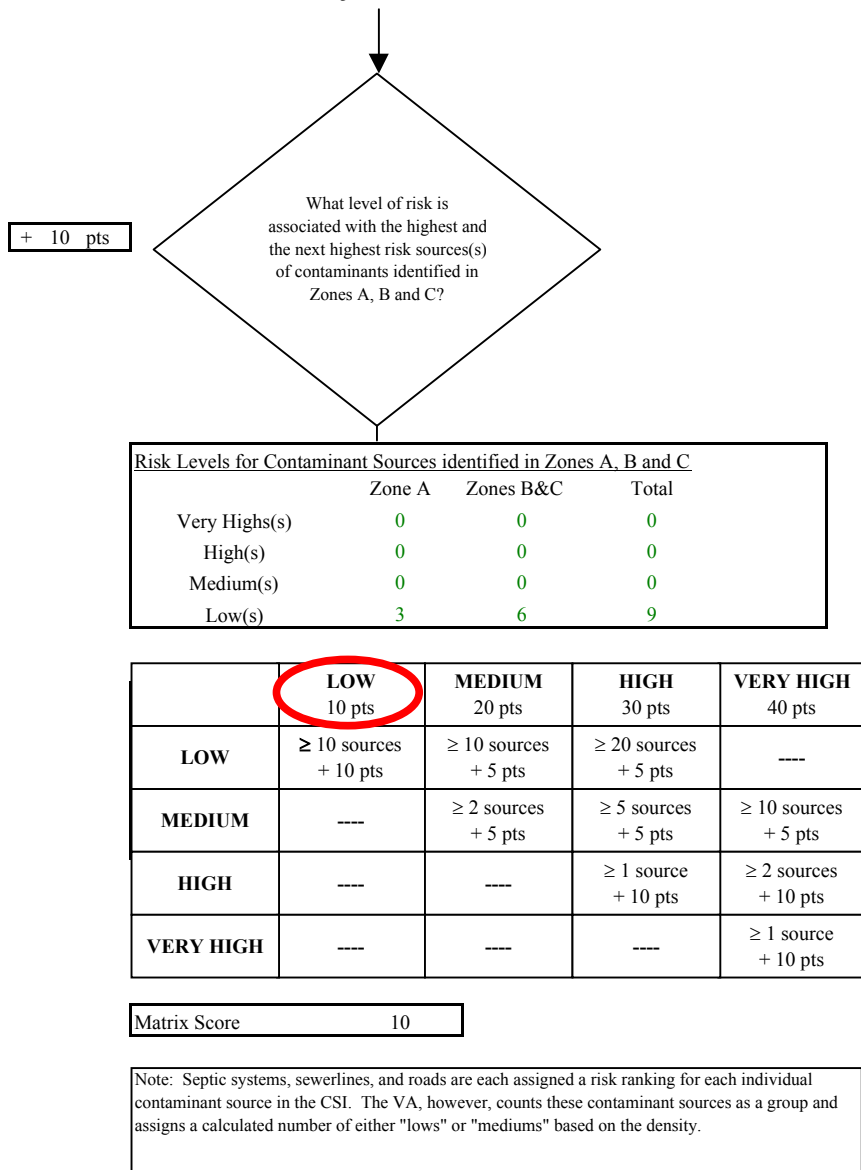 What level of risk is
associated with the highest and
the next highest risk sources(s)
of contaminants identified in
Zones A, B and C?
+ 10 pts
Risk Levels for Contaminant Sources identified in Zones A, B and C
Zone A Zones B&C Total
Very Highs(s) 0 0 0
High(s) 0 0 0
Medium(s) 0 0 0
Low(s) 3 6 9
LOW MEDIUM HIGH VERY HIGH
10 pts 20 pts 30 pts 40 pts
LOW ≥ 10 sources ≥ 10 sources ≥ 20 sources ----
+ 10 pts + 5 pts + 5 pts
MEDIUM ---- ≥ 2 sources ≥ 5 sources ≥ 10 sources
+ 5 pts + 5 pts + 5 pts
HIGH ---- ---- ≥ 1 source ≥ 2 sources
+ 10 pts + 10 pts
VERY HIGH ---- ---- ---- ≥ 1 source
+ 10 pts
Matrix Score 10
Note: Septic systems, sewerlines, and roads are each assigned a risk ranking for each individual
contaminant source in the CSI. The VA, however, counts these contaminant sources as a group and
assigns a calculated number of either "lows" or "mediums" based on the density.